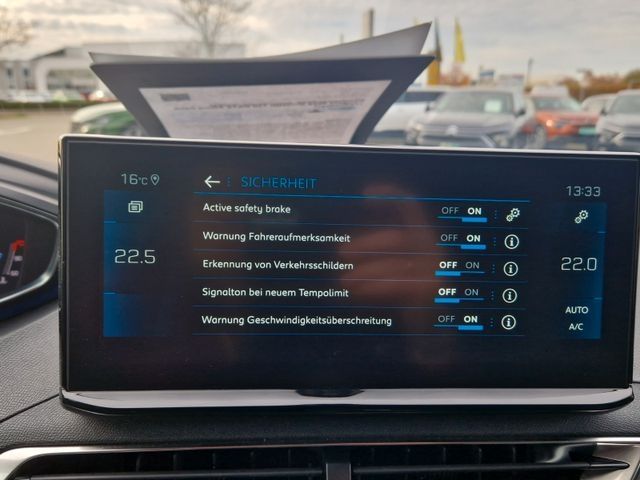 16°C
← : SICHERHEIT
13:33
Active safety brake OFF ON
Warnung Fahreraufmerksamkeit OFF ON
22.5
Erkennung von Verkehrsschildern OFF ON
22.0
Signalton bei neuem Tempolimit OFF ON
Warnung Geschwindigkeitsüberschreitung OFF ON
AUTO
A/C